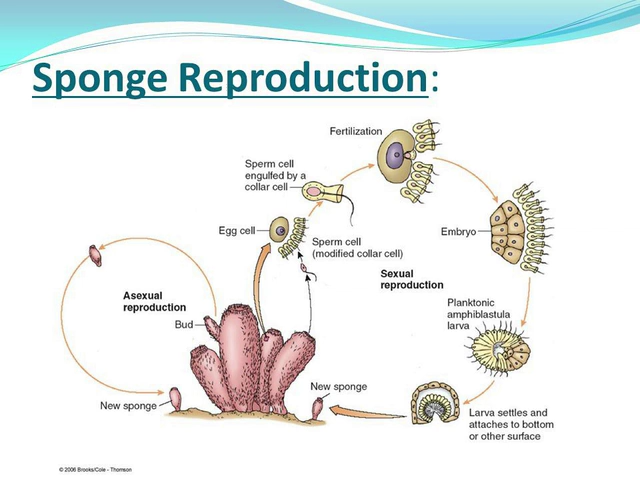 Sponge Reproduction:
Fertilization
Sperm cell
engulfed by a
collar cell
Egg cell
Sperm cell
(modified collar cell)
Embryo
Sexual
reproduction
Asexual
reproduction
Planktonic
amphiblastula
larva
Bud
New sponge
New sponge
Larva settles and
attaches to bottom
or other surface
© 2006 Brooks/Cole - Thomson